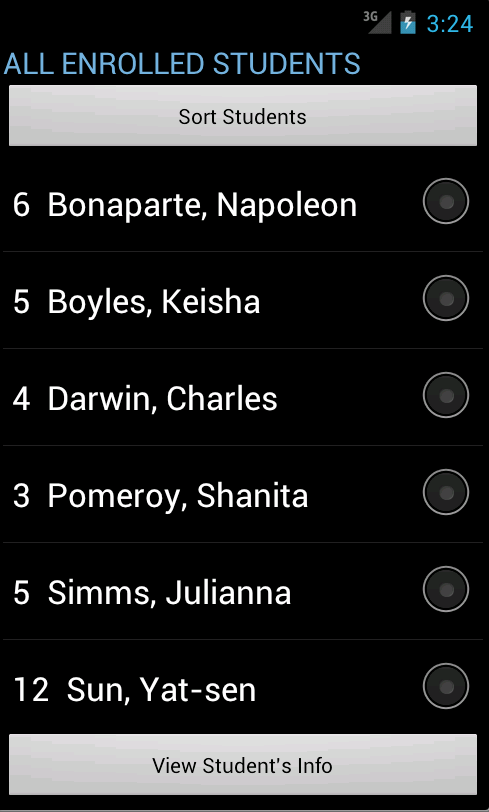 3G 3:24
ALL ENROLLED STUDENTS
Sort Students
6 Bonaparte, Napoleon
5 Boyles, Keisha
4 Darwin, Charles
3 Pomeroy, Shanita
5 Simms, Julianna
12 Sun, Yat-sen
View Student's Info